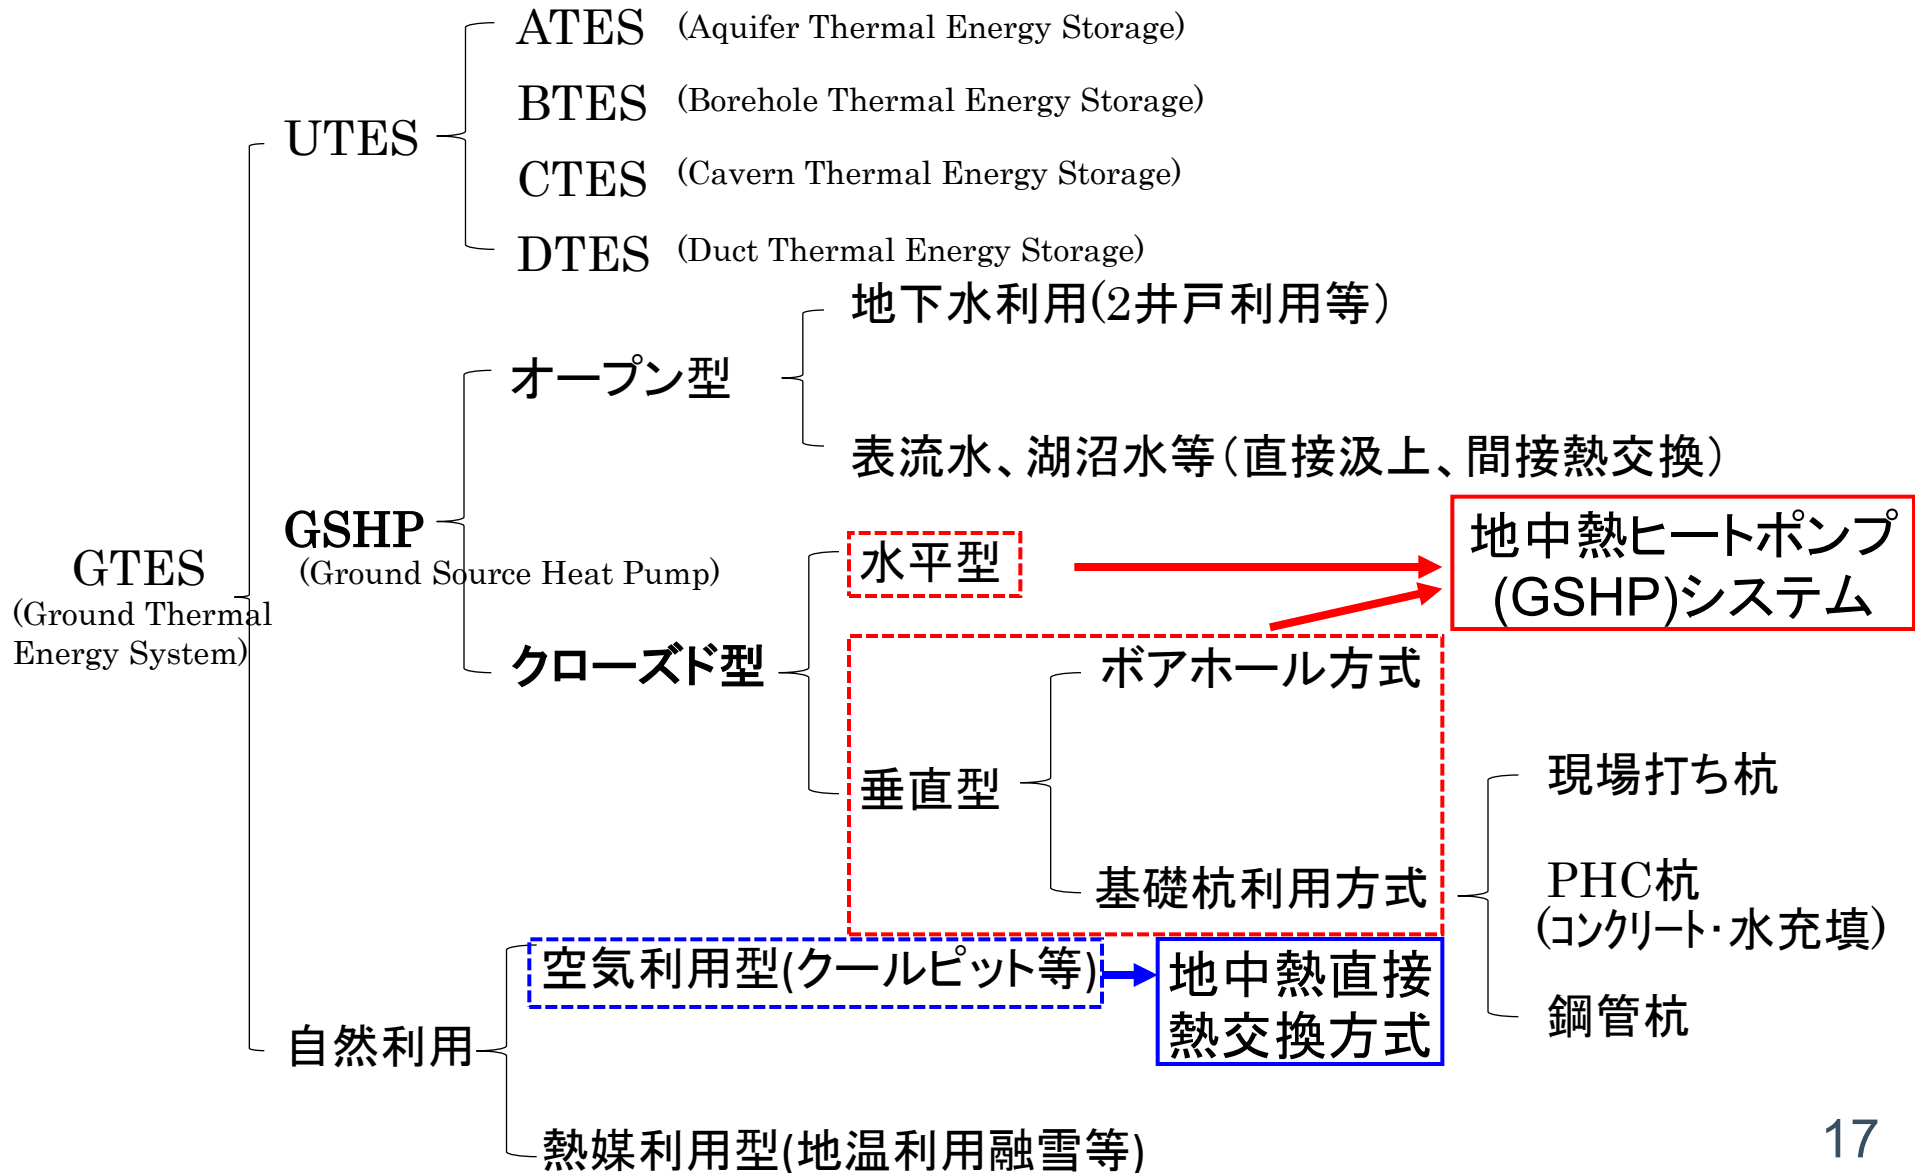 ATES (Aquifer Thermal Energy Storage)
BTES (Borehole Thermal Energy Storage)
UTES
CTES (Cavern Thermal Energy Storage)
DTES (Duct Thermal Energy Storage)
地下水利用(2井戸利用等）
オープン型
表流水、湖沼水等（直接汲上、間接熱交換）
GSHP
(Ground Source Heat Pump)
水平型
地中熱ヒートポンプ
(GSHP)システム
GTES
(Ground Thermal
Energy System)
クローズド型
ボアホール方式
垂直型
現場打ち杭
基礎杭利用方式
PHC杭
(コンクリート・水充填)
鋼管杭
空気利用型(クールピット等)
地中熱直接
熱交換方式
自然利用
熱媒利用型(地温利用融雪等)
17